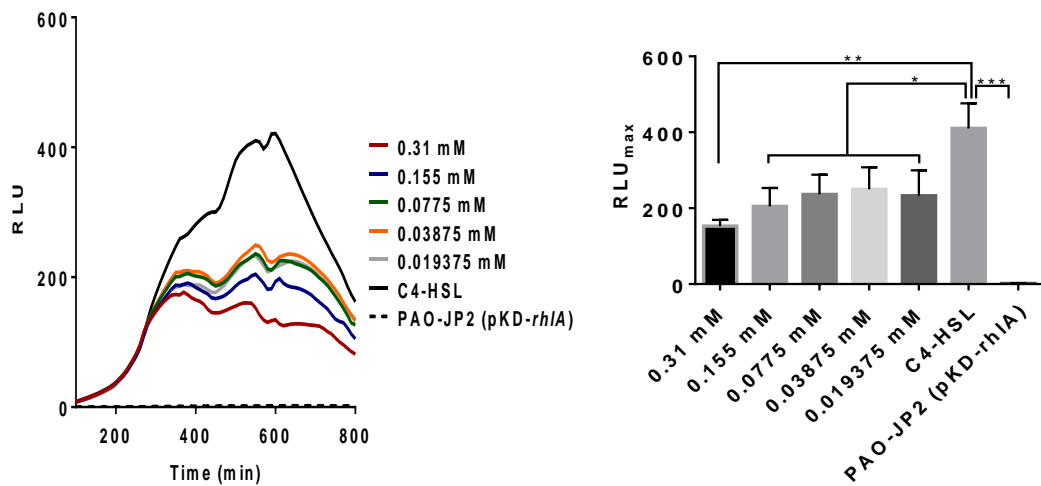 600
400
200
0
RLU
200
400
600
800
Time (min)
0.31 mM
0.155 mM
0.0775 mM
0.03875 mM
0.019375 mM
C4-HSL
PAO-JP2 (pKD-rhlA)
600
400
200
0
RLUmax
**
*
***
0.31 mM
0.155 mM
0.0775 mM
0.03875 mM
0.019375 mM
C4-HSL
PAO-JP2 (pKD-rhlA)